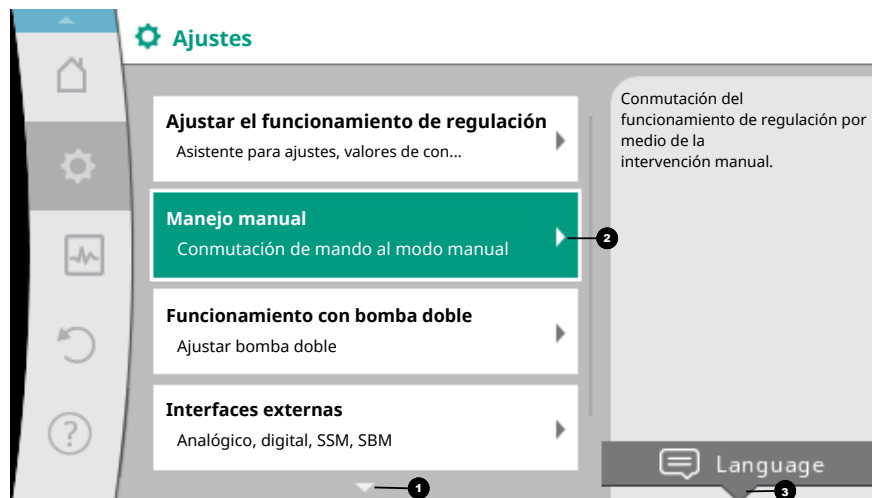 Ajustes
Ajustar el funcionamiento de regulación
Asistente para ajustes, valores de con...
Manejo manual
Conmutación de mando al modo manual
2
Funcionamiento con bomba doble
Ajustar bomba doble
Interfaces externas
Analógico, digital, SSM, SBM
1
Conmutación del
funcionamiento de regulación por
medio de la
intervención manual.
?
Language
3